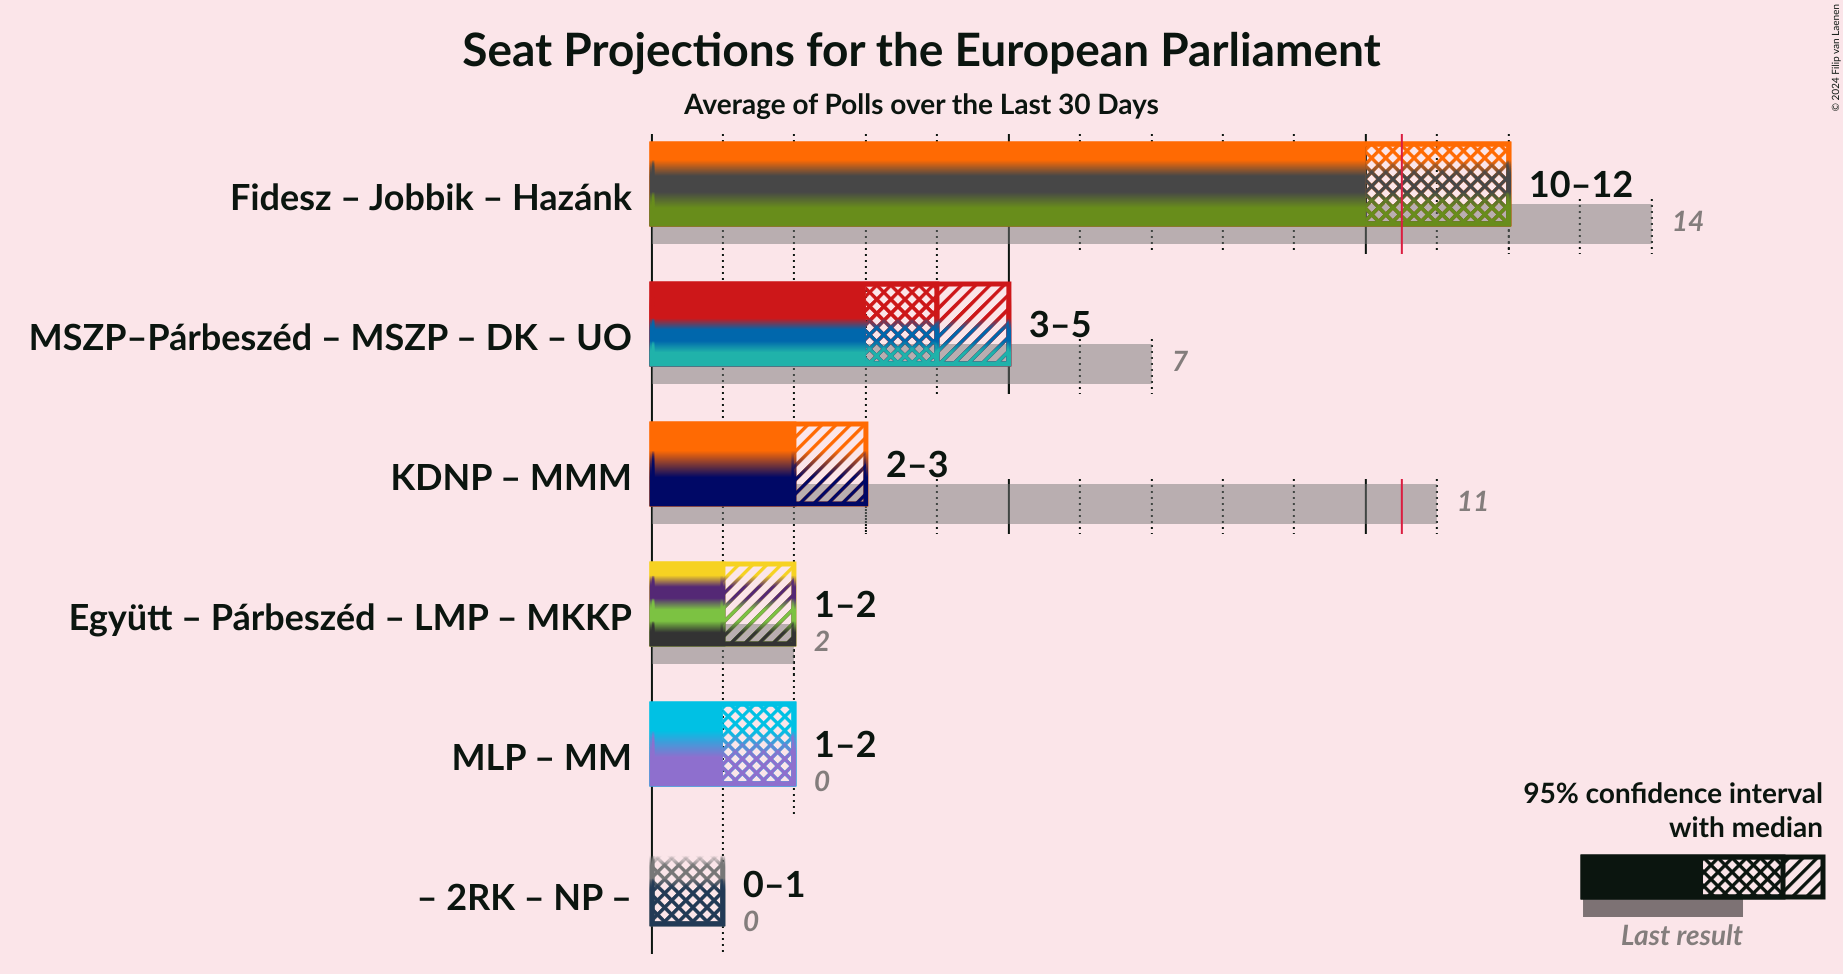 Seat Projections for the European Parliament
Average of Polls over the Last 30 Days
© 2024 Filip van Laenen
Fidesz – Jobbik – Hazánk
10–12
14
MSZP–Párbeszéd – MSZP – DK – UO
3–5
7
KDNP – MMM
2–3
11
Együtt – Párbeszéd – LMP – MKKP
1–2
2
MLP – MM
1–2
0
– 2RK – NP –
0–1
0
95% confidence interval
with median
Last result